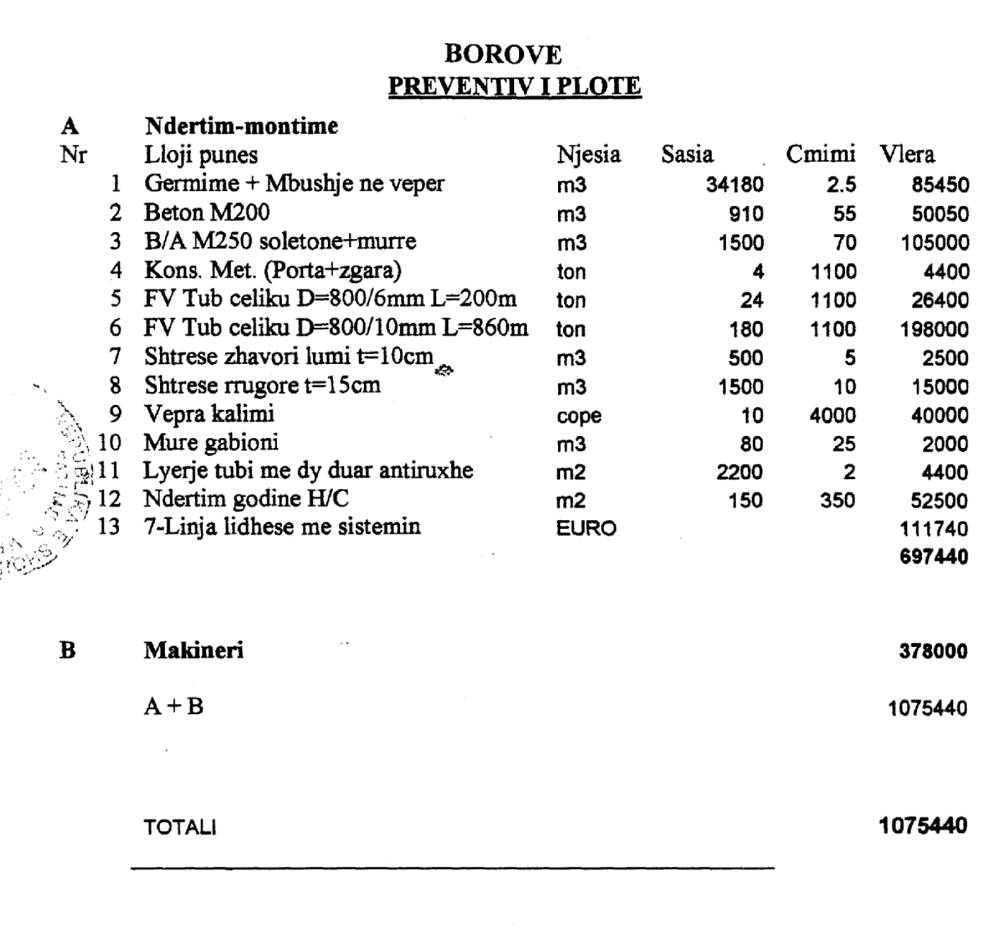 BOROVE
PREVENTIV I PLOTE
A Ndertim-montime
Nr Lloji punes Njesia Sasia Cmimi Vlera
1 Germime + Mbushje ne veper m3 34180 2.5 85450
2 Beton M200 m3 910 55 50050
3 B/A M250 soletone+murre m3 1500 70 105000
4 Kons. Met. (Porta+zgara) ton 4 1100 4400
5 FV Tub celiku D=800/6mm L=200m ton 24 1100 26400
6 FV Tub celiku D=800/10mm L=860m ton 180 1100 198000
7 Shtrese zhavori lumi t=10cm m3 500 5 2500
8 Shtrese rrugore t=15cm m3 1500 10 15000
9 Vepra kalimi cope 10 4000 40000
10 Mure gabioni m3 80 25 2000
11 Lyerje tubi me dy duar antiruxhe m2 2200 2 4400
12 Ndertim godine H/C m2 150 350 52500
13 7-Linja lidhese me sistemin EURO 111740
697440
B Makineri 378000
A + B 1075440
TOTALI 1075440